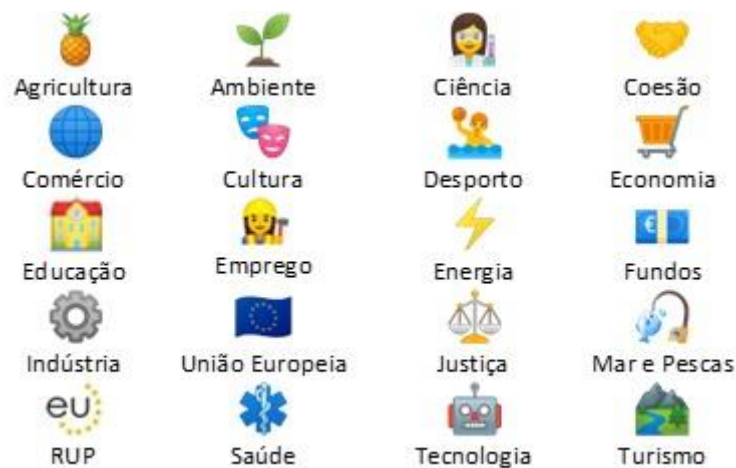 Agricultura Ambiente Ciência Coesão
Comércio Cultura Desporto Economia
€
Educação Emprego Energia Fundos
Indústria União Europeia Justiça Mar e Pescas
eu
RUP Saúde Tecnologia Turismo